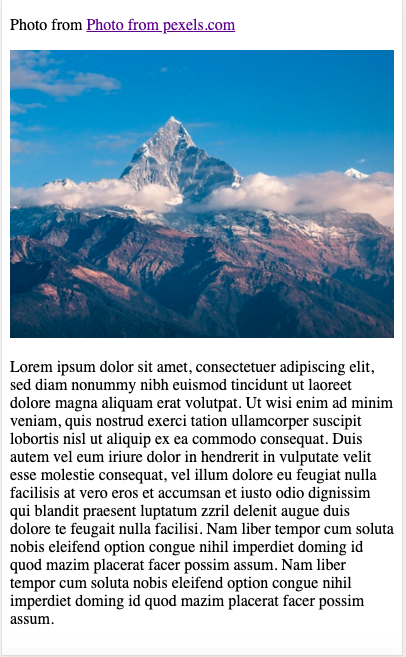 Photo from Photo from pexels.com
Lorem ipsum dolor sit amet, consectetuer adipiscing elit,
sed diam nonummy nibh euismod tincidunt ut laoreet
dolore magna aliquam erat volutpat. Ut wisi enim ad minim
veniam, quis nostrud exerci tation ullamcorper suscipit
lobortis nisl ut aliquip ex ea commodo consequat. Duis
autem vel eum iriure dolor in hendrerit in vulputate velit
esse molestie consequat, vel illum dolore eu feugiat nulla
facilisis at vero eros et accumsan et iusto odio dignissim
qui blandit praesent luptatum zzril delenit augue duis
dolore te feugait nulla facilisi. Nam liber tempor cum soluta
nobis eleifend option congue nihil imperdiet doming id
quod mazim placerat facer possim assum. Nam liber
tempor cum soluta nobis eleifend option congue nihil
imperdiet doming id quod mazim placerat facer possim
assum.